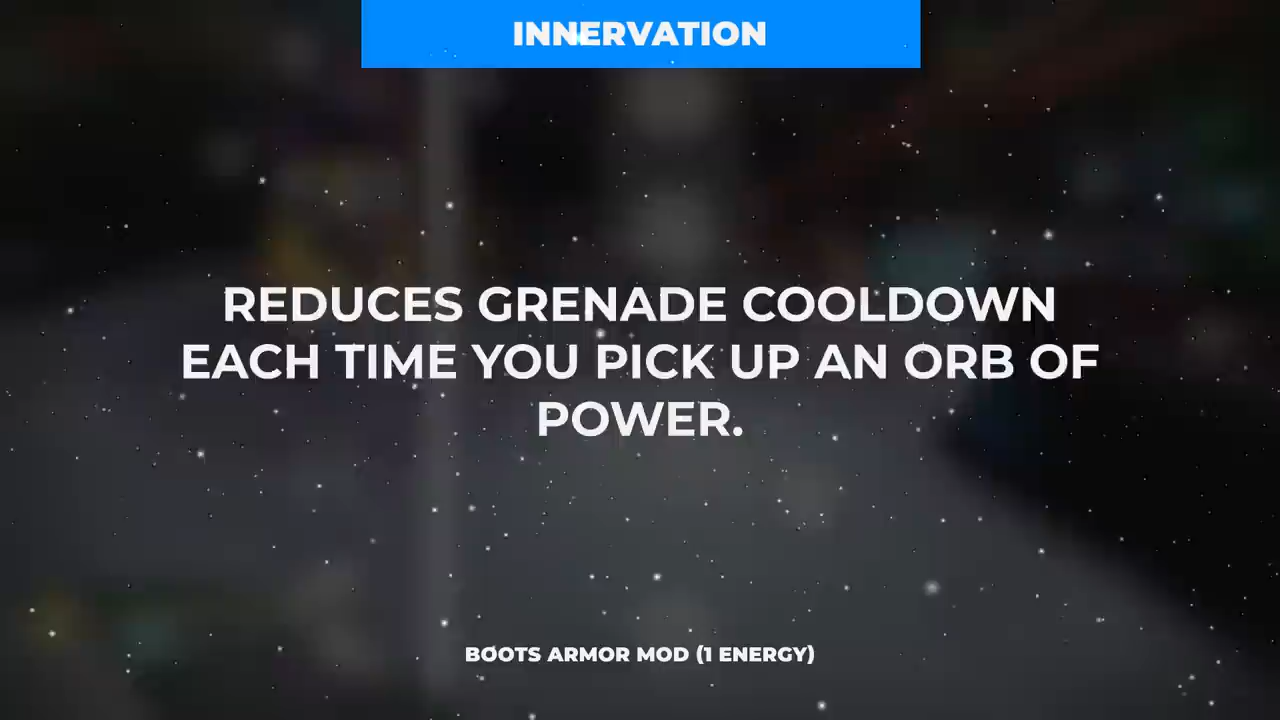 INNERVATION
REDUCES GRENADE COOLDOWN
EACH TIME YOU PICK UP AN ORB OF
POWER.
BOOTS ARMOR MOD (1 ENERGY)